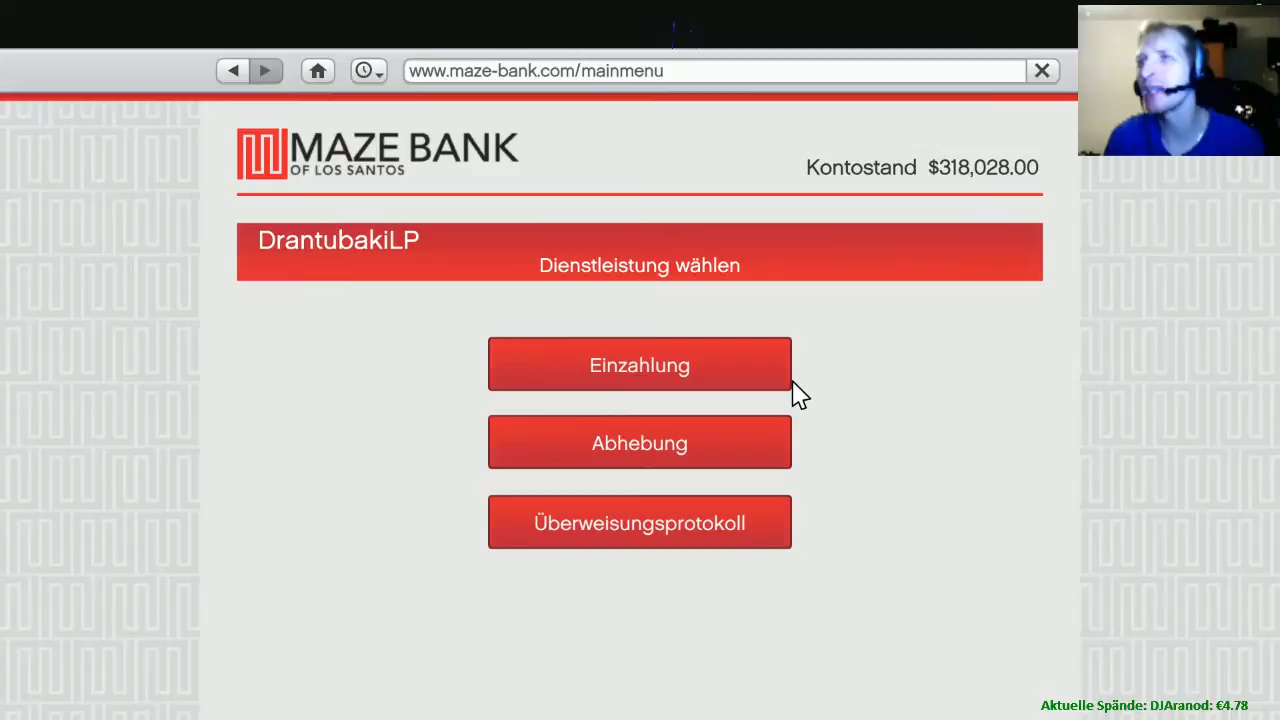 www.maze-bank.com/mainmenu
MAZE BANK
OF LOS SANTOS
Kontostand $318,028.00
DrantubakiLP
Dienstleistung wählen
Einzahlung
Abhebung
Überweisungsprotokoll
Aktuelle Spände: DJAranod: €4.78